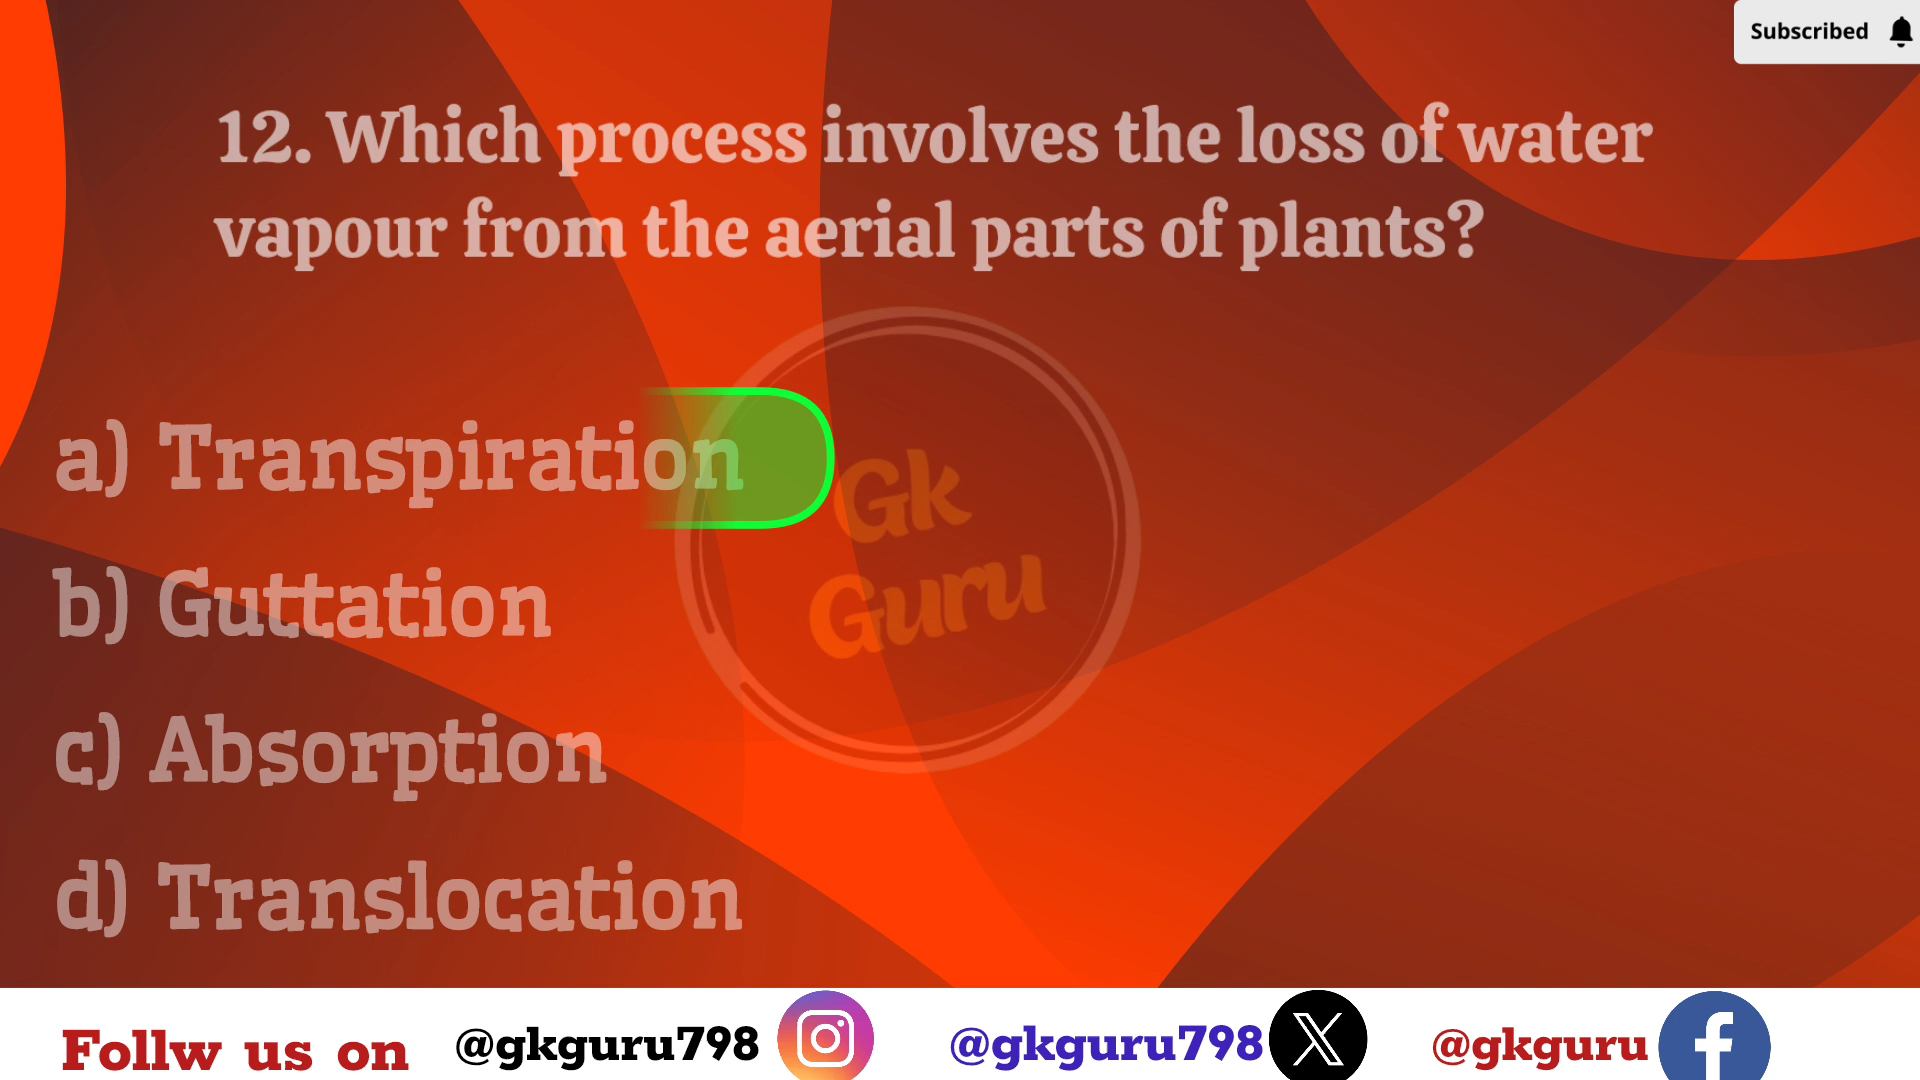 Subscribed
12. Which process involves the loss of water
vapour from the aerial parts of plants?
a) Transpiration
Gk
Guru
b) Guttation
c) Absorption
d) Translocation
Follw us on @gkguru798 @gkguru798 @gkguru